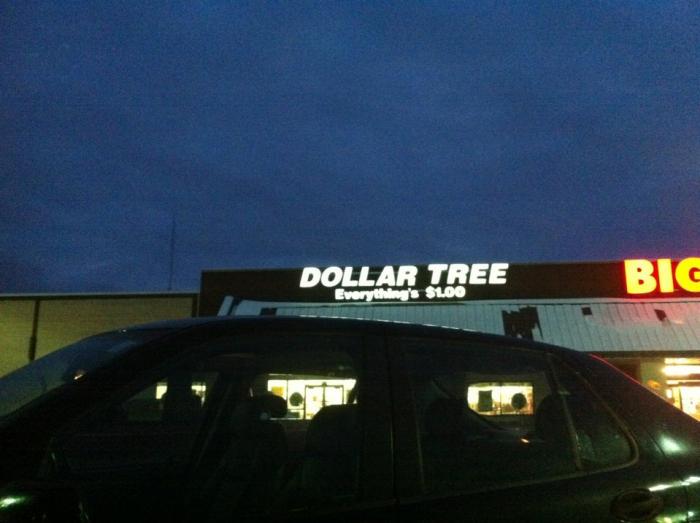 DOLLAR TREE
Everything's $1.00
BIG